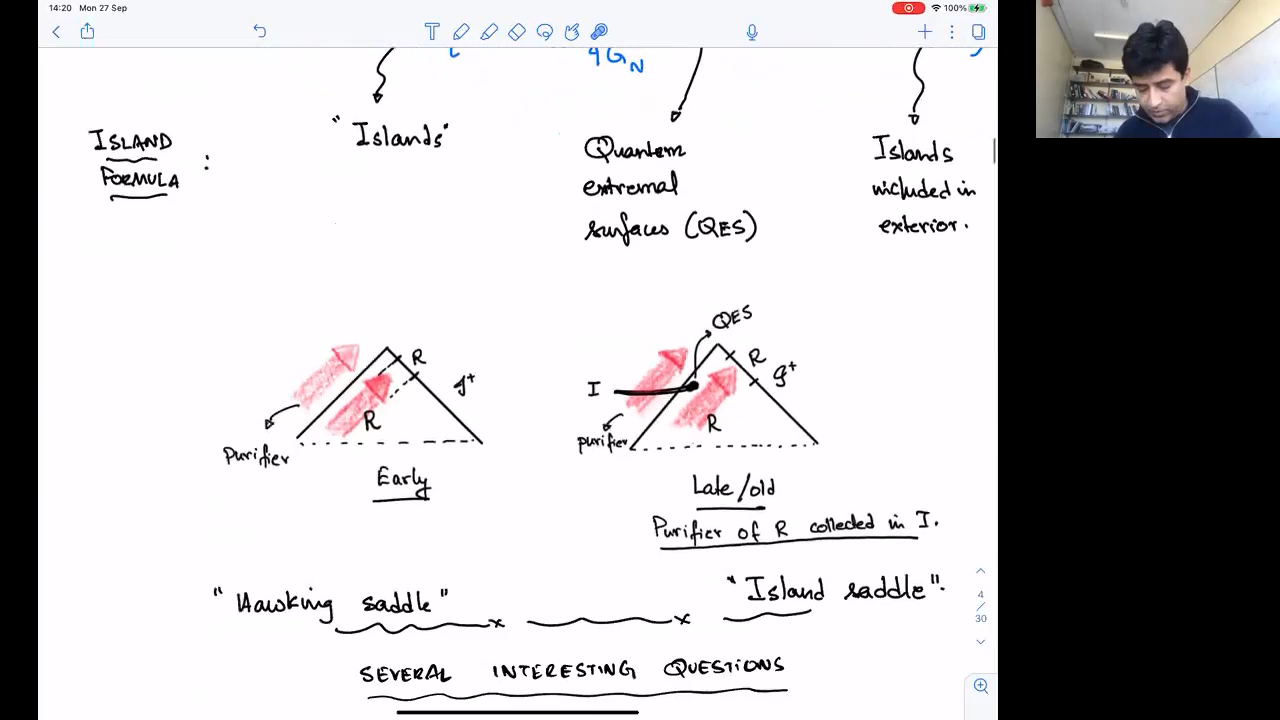 14:20 Mon 27 Sep
100%
4G_N
ISLAND FORMULA :
"Islands"
Quantum extremal surfaces (QES)
Islands included in exterior.
QES
R
g+
R
purifier
Early
I
R
g+
R
purifier
Late/old
Purifier of R collected in I.
"Hawking saddle"
"Island saddle".
SEVERAL INTERESTING QUESTIONS
4
/
30